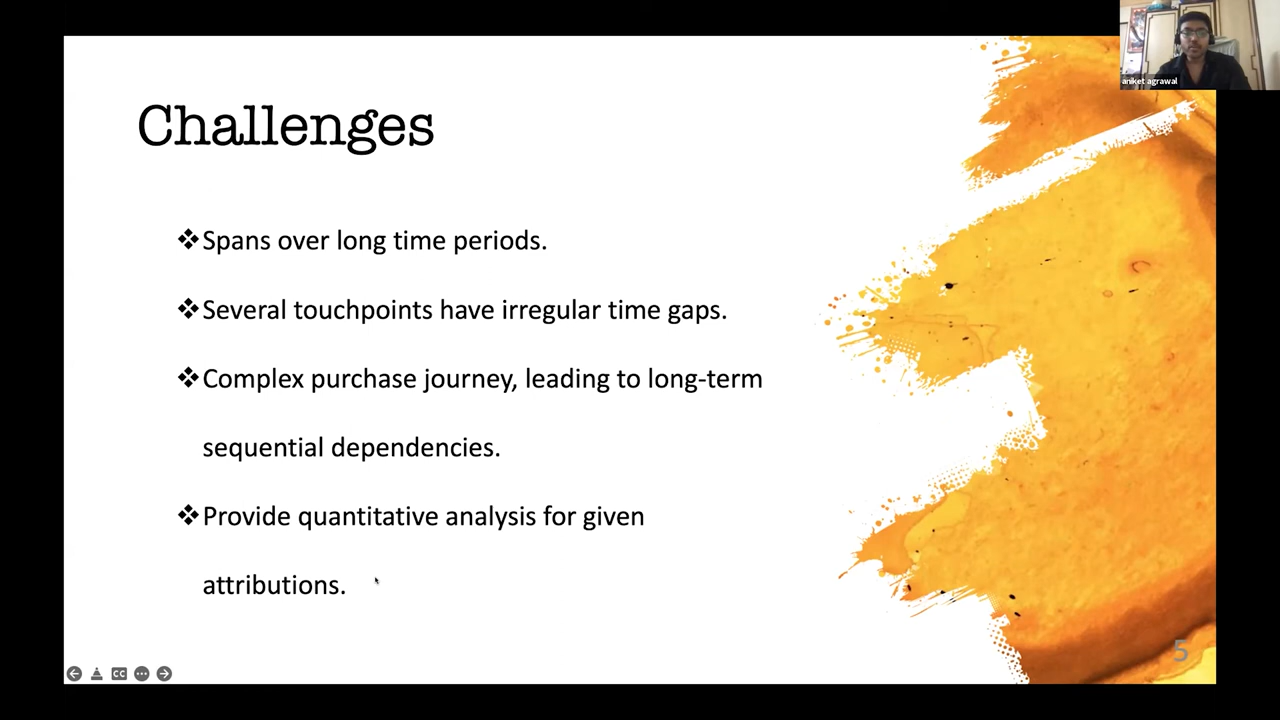 aniket agrawal
Challenges
❖Spans over long time periods.
❖Several touchpoints have irregular time gaps.
❖Complex purchase journey, leading to long-term
sequential dependencies.
❖Provide quantitative analysis for given
attributions.
5
CC